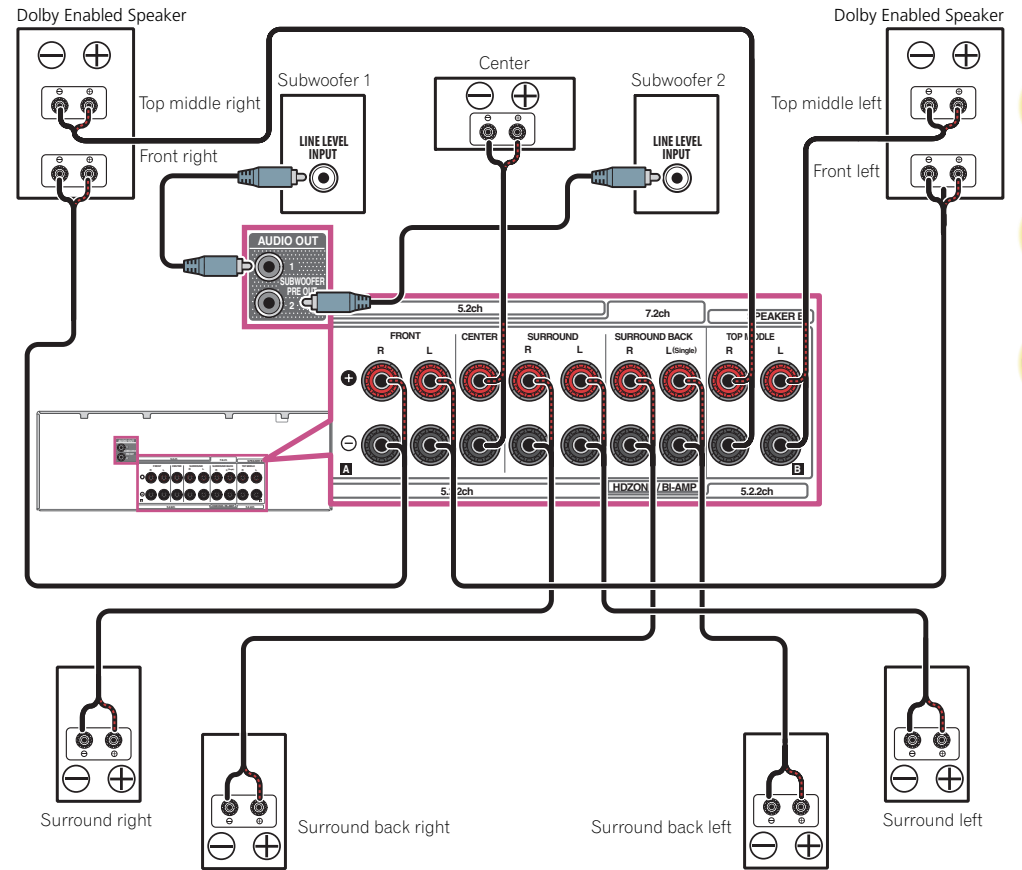 Dolby Enabled Speaker
Dolby Enabled Speaker
Top middle right
Front right
Subwoofer 1
LINE LEVEL
INPUT
Center
Subwoofer 2
LINE LEVEL
INPUT
Top middle left
Front left
AUDIO OUT
1
SUBWOOFER
PRE OUT
2
5.2ch
7.2ch
SPEAKER B
FRONT
CENTER
SURROUND
SURROUND BACK
TOP MIDDLE
R
L
R
L
R
L (Single)
R
L
A
B
HDZONE / BI-AMP
5.2.2ch
Surround right
Surround back right
Surround back left
Surround left